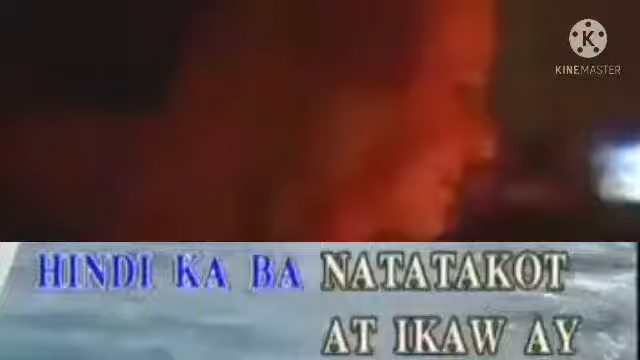 KINEMASTER
HINDI KA BA NATATAKOT
AT IKAW AY